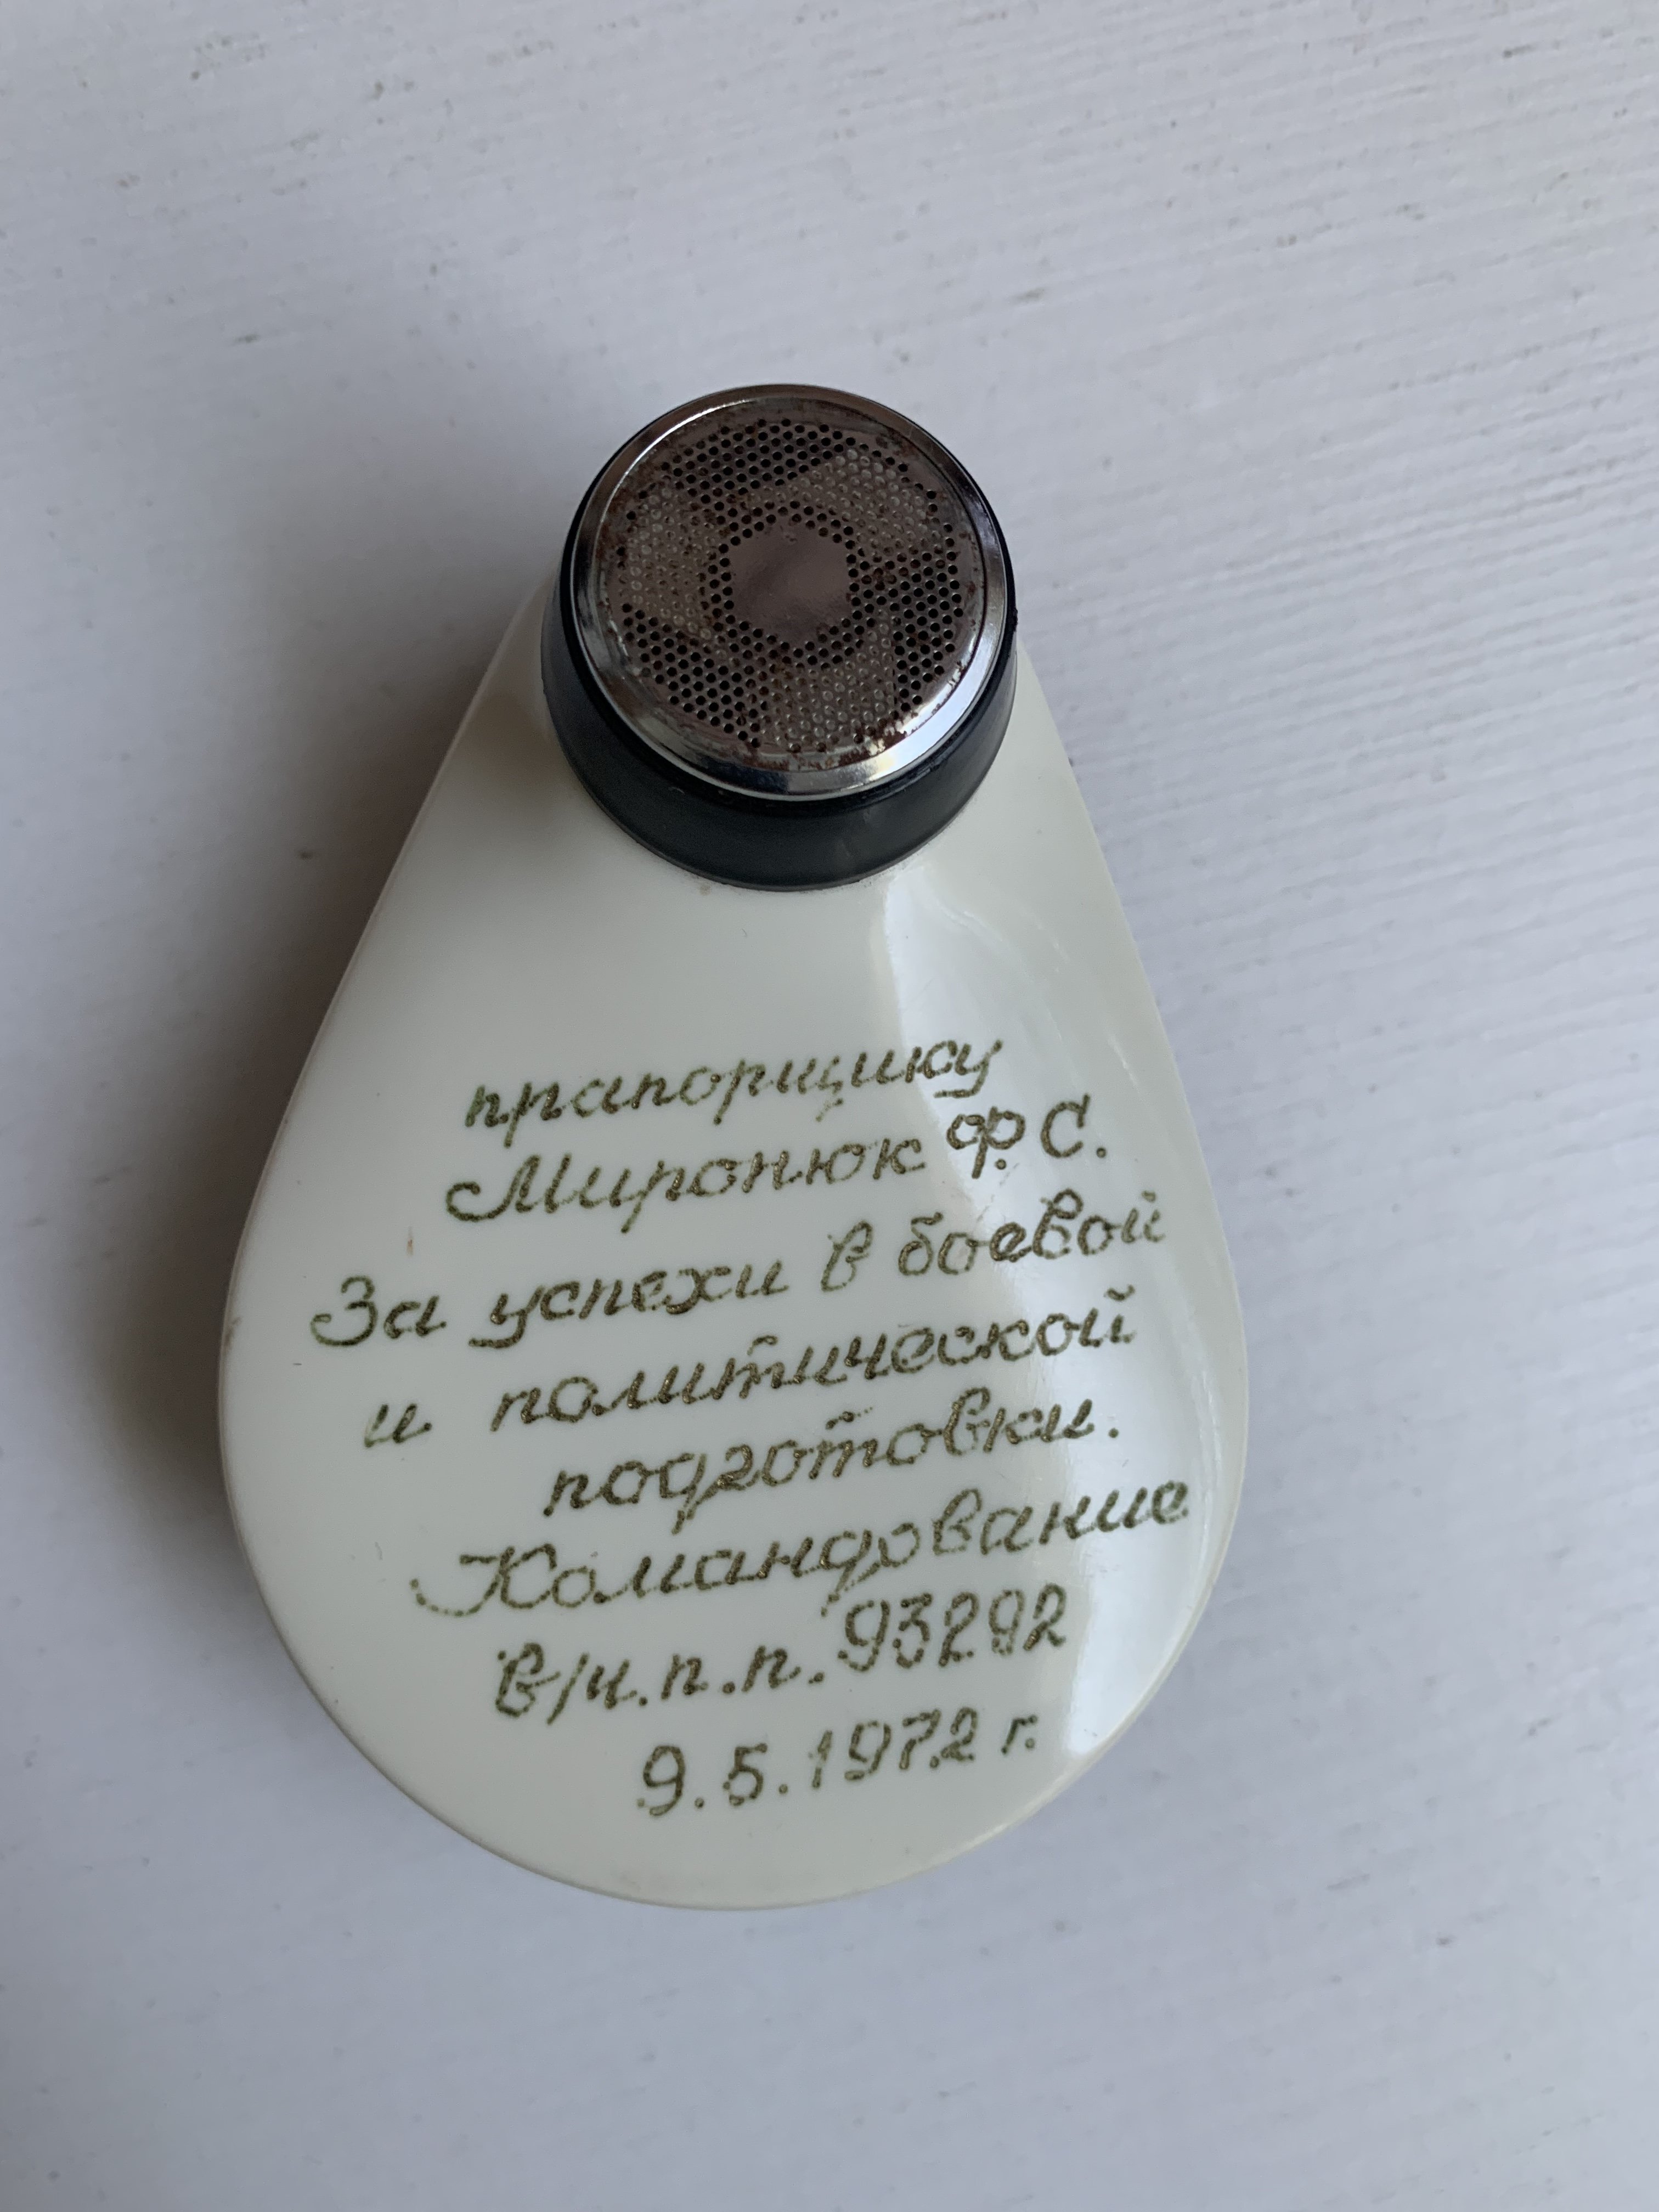 прапорщику
Миронюк Ф.С.
За успехи в боевой
и политической
подготовки.
Командование
в/ч.п.п. 93292
9.5.1972 г.